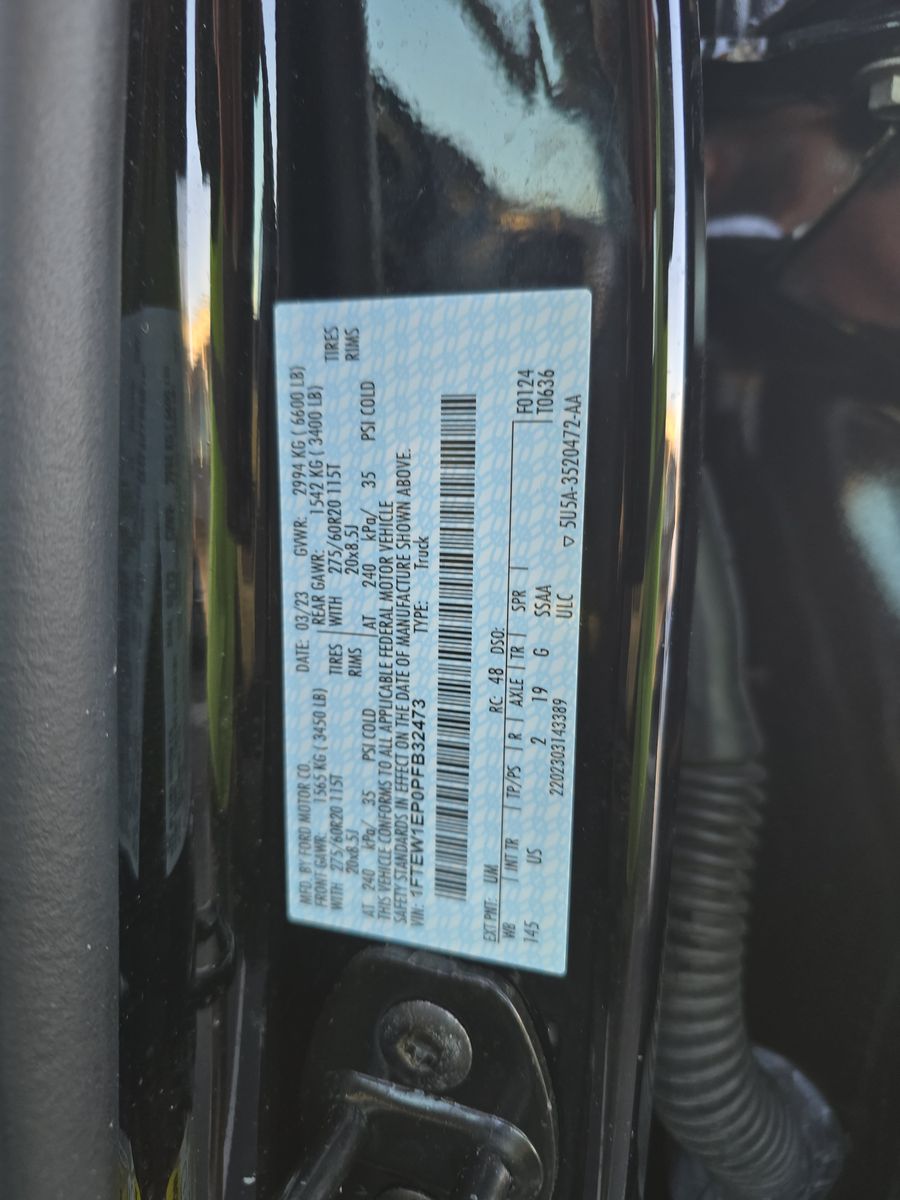 MFD. BY FORD MOTOR CO. DATE: 03/23 GVWR: 2994 KG ( 6600 LB)
FRONT GAWR: 1565 KG ( 3450 LB) REAR GAWR: 1542 KG ( 3400 LB)
WITH 275/60R20 115T TIRES WITH 275/60R20 115T TIRES
20x8.5J RIMS 20x8.5J RIMS
AT 240 kPa/ 35 PSI COLD AT 240 kPa/ 35 PSI COLD
THIS VEHICLE CONFORMS TO ALL APPLICABLE FEDERAL MOTOR VEHICLE
SAFETY STANDARDS IN EFFECT ON THE DATE OF MANUFACTURE SHOWN ABOVE.
VIN: 1FTEW1EP0PFB32473 TYPE: Truck
EXT PNT: UM RC: 48 DSO:
WB INT TR TP/PS R AXLE TR SPR F0124
145 US 2 19 G SSAA T0636
ULC
2202303143389 ▽ 5U5A-3520472-AA